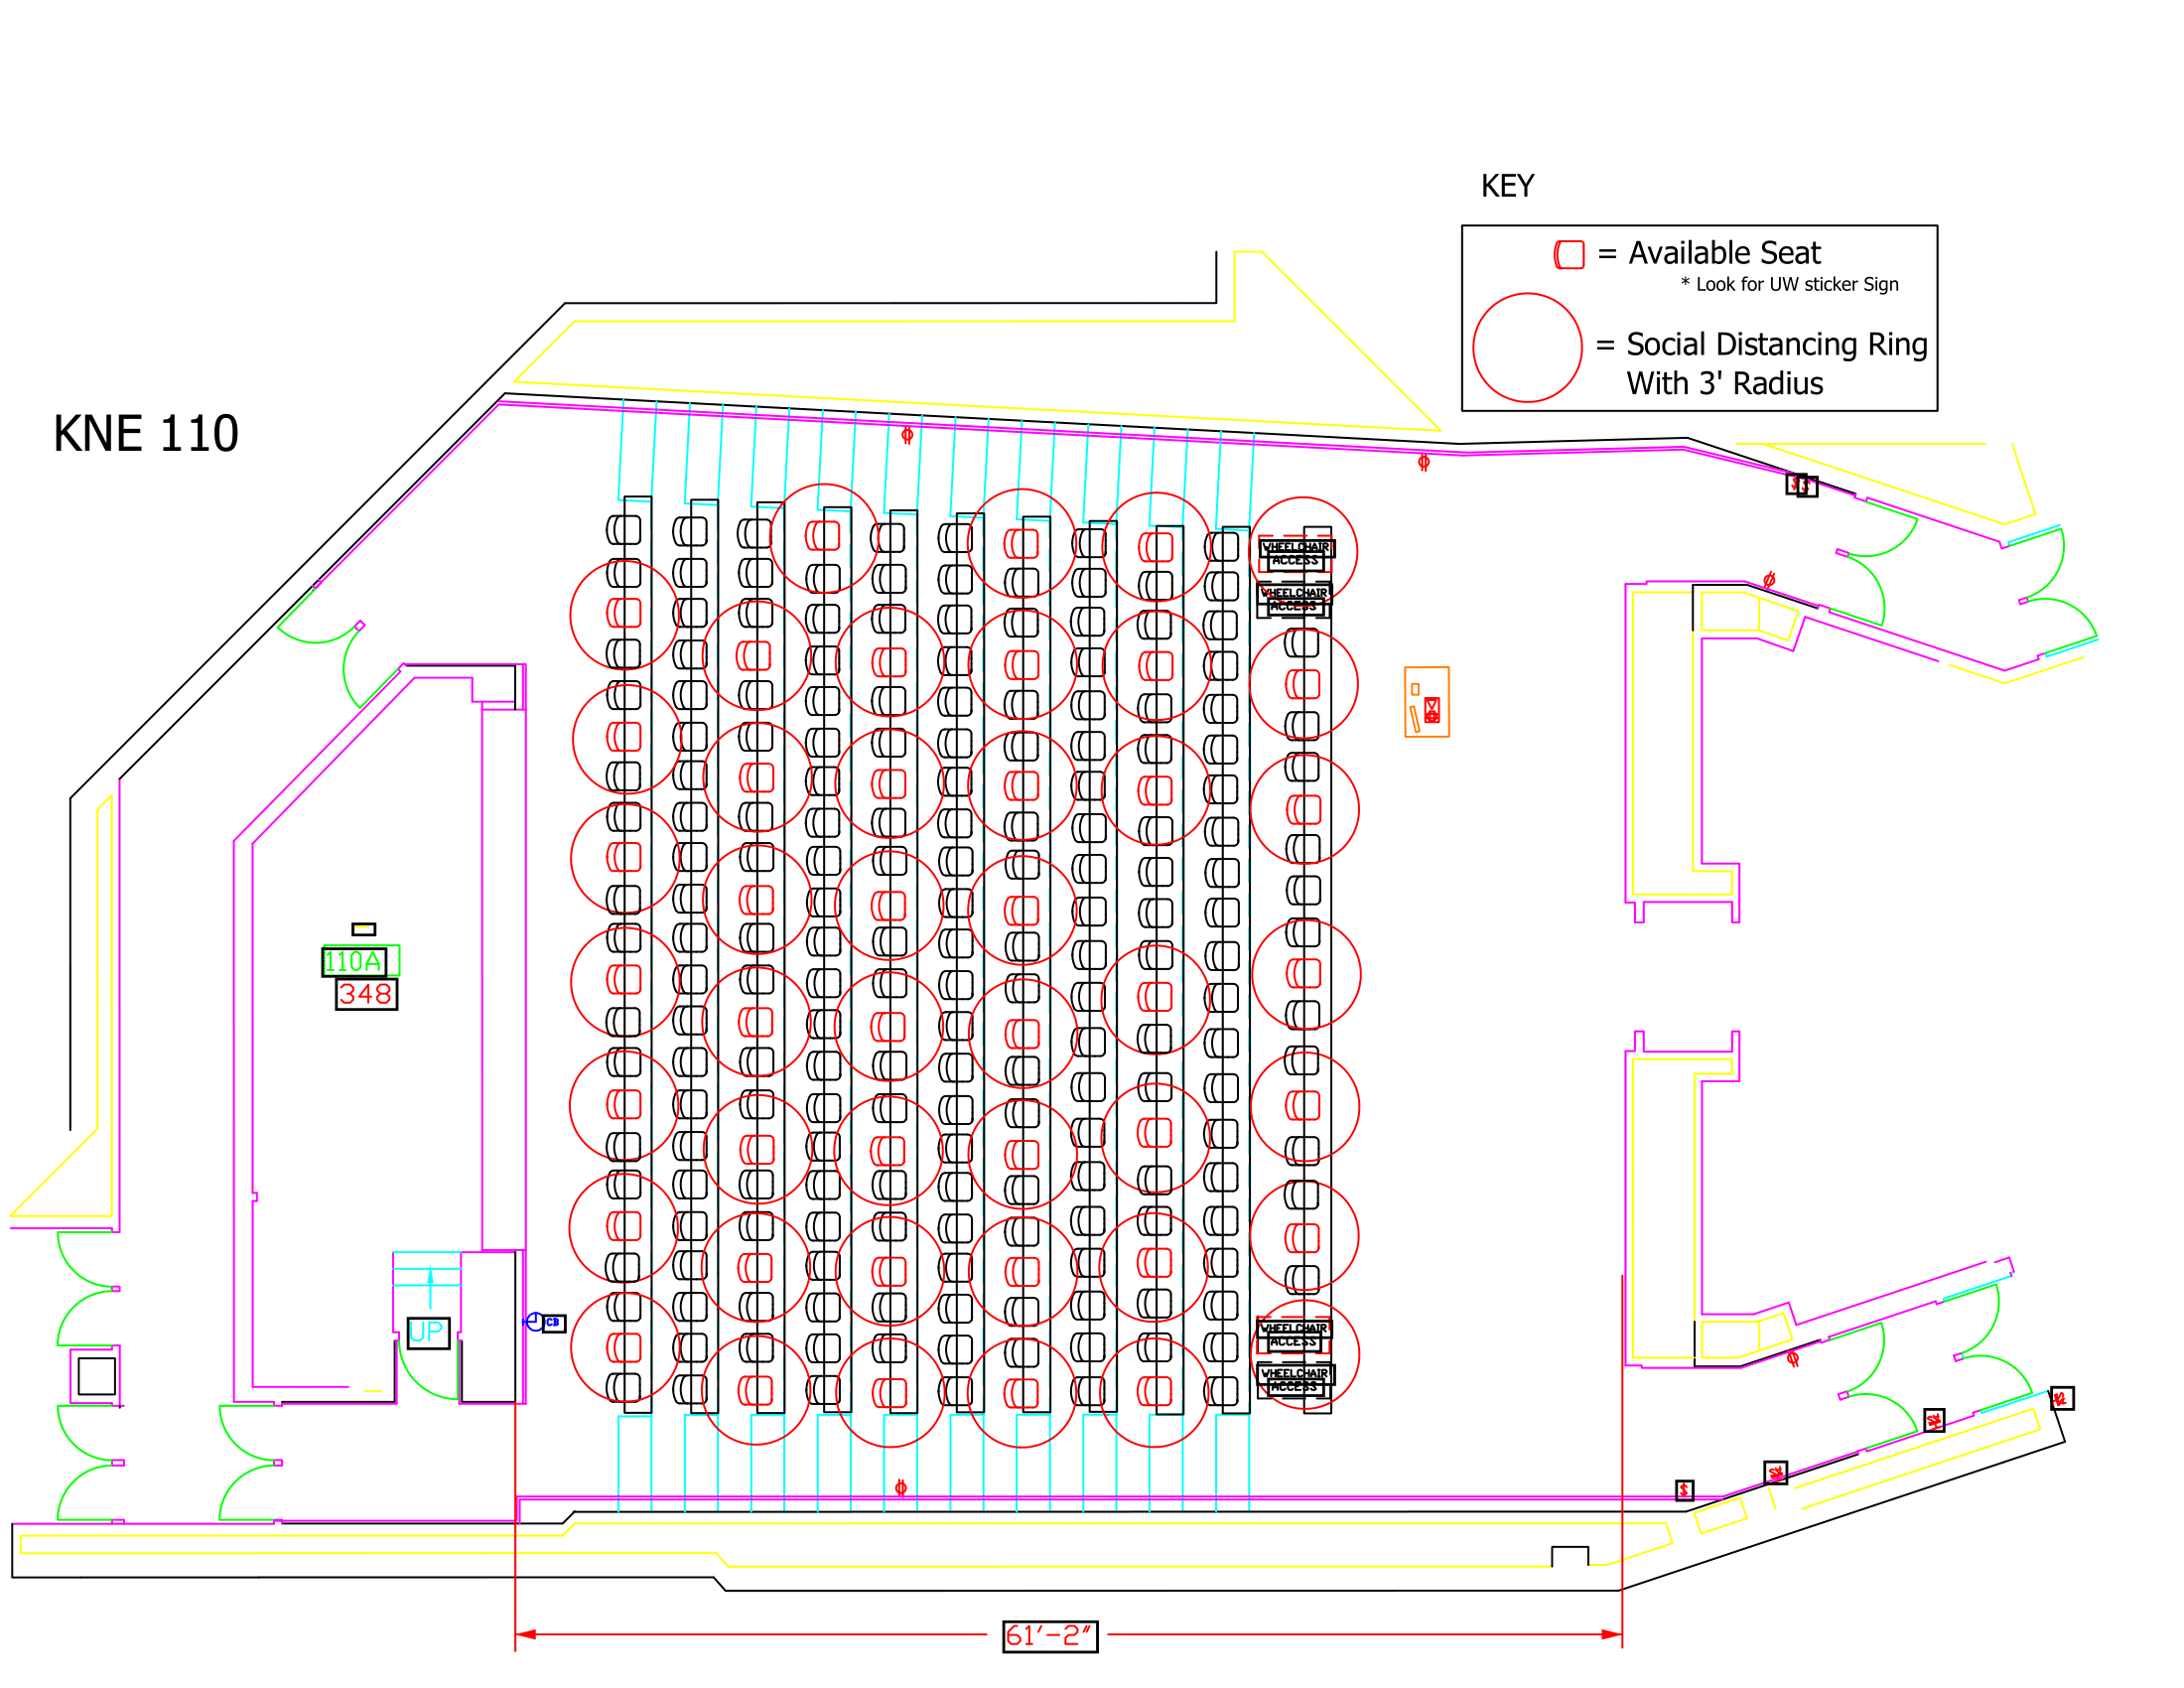 KEY
= Available Seat
* Look for UW sticker Sign
= Social Distancing Ring
With 3' Radius
KNE 110
WHEELCHAIR
ACCESS
WHEELCHAIR
ACCESS
110A
348
UP
CB
WHEELCHAIR
ACCESS
WHEELCHAIR
ACCESS
61'-2"